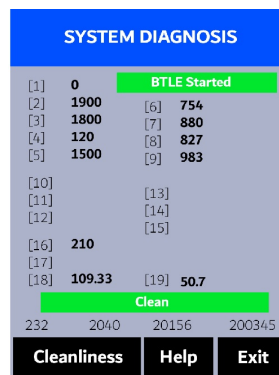 SYSTEM DIAGNOSIS
[1] 0 BTLE Started
[2] 1900 [6] 754
[3] 1800 [7] 880
[4] 120 [8] 827
[5] 1500 [9] 983
[10] [13]
[11] [14]
[12] [15]
[16] 210
[17]
[18] 109.33 [19] 50.7
Clean
232 2040 20156 200345
Cleanliness Help Exit